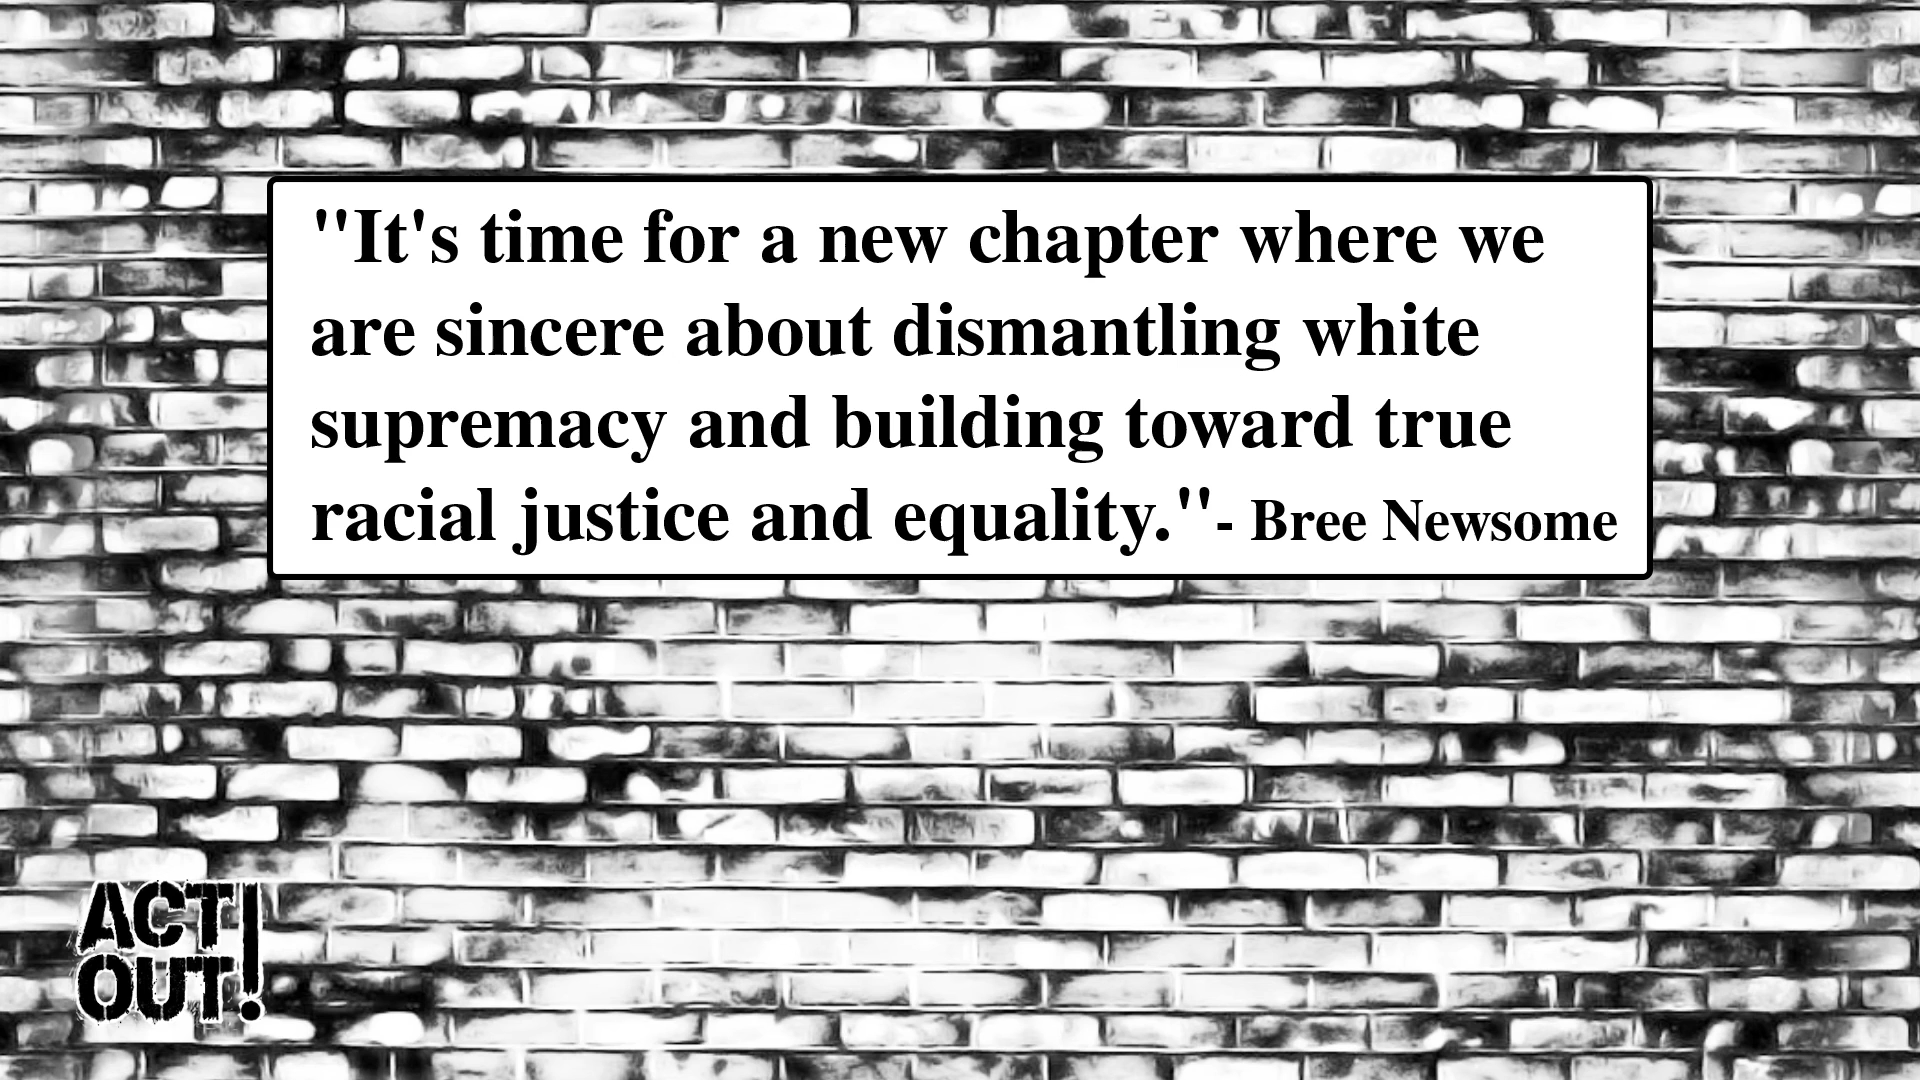 "It's time for a new chapter where we
are sincere about dismantling white
supremacy and building toward true
racial justice and equality."- Bree Newsome
ACT
OUT!